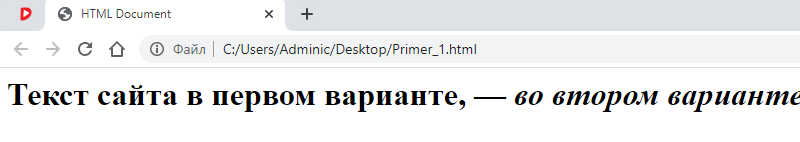 HTML Document
Файл C:/Users/Adminic/Desktop/Primer_1.html
Текст сайта в первом варианте, — во втором варианте